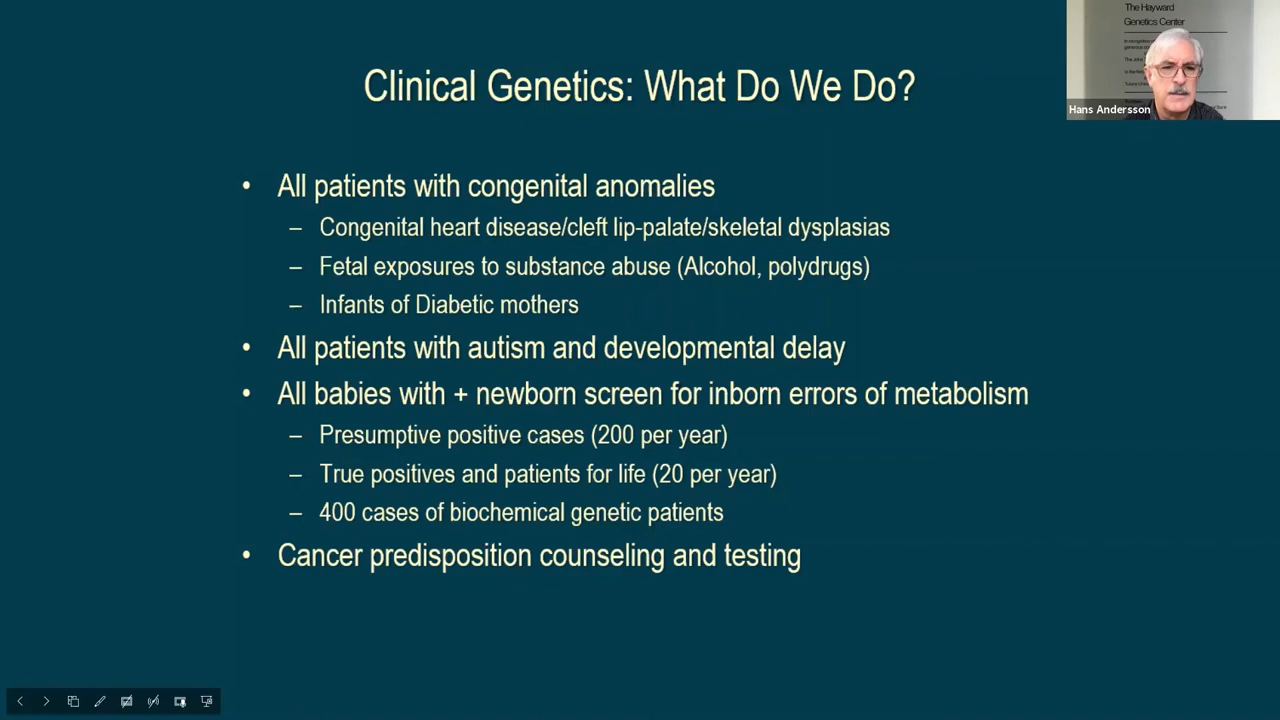 Clinical Genetics: What Do We Do?
The Hayward
Genetics Center
Hans Andersson
• All patients with congenital anomalies
– Congenital heart disease/cleft lip-palate/skeletal dysplasias
– Fetal exposures to substance abuse (Alcohol, polydrugs)
– Infants of Diabetic mothers
• All patients with autism and developmental delay
• All babies with + newborn screen for inborn errors of metabolism
– Presumptive positive cases (200 per year)
– True positives and patients for life (20 per year)
– 400 cases of biochemical genetic patients
• Cancer predisposition counseling and testing